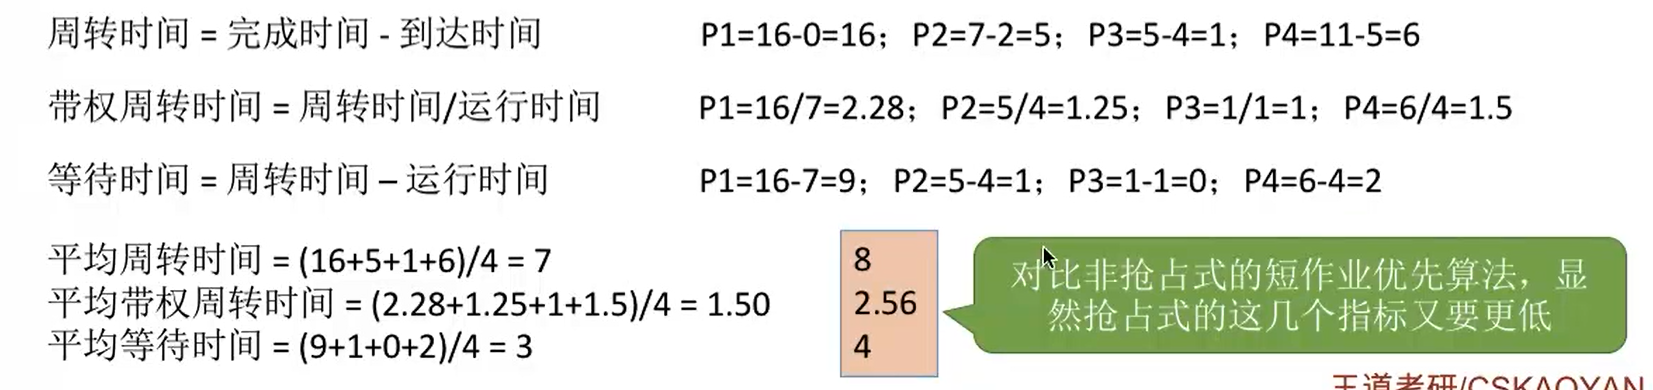 周转时间 = 完成时间 - 到达时间 P1=16-0=16；P2=7-2=5；P3=5-4=1；P4=11-5=6
带权周转时间 = 周转时间/运行时间 P1=16/7=2.28；P2=5/4=1.25；P3=1/1=1；P4=6/4=1.5
等待时间 = 周转时间 – 运行时间 P1=16-7=9；P2=5-4=1；P3=1-1=0；P4=6-4=2
平均周转时间 = (16+5+1+6)/4 = 7
平均带权周转时间 = (2.28+1.25+1+1.5)/4 = 1.50
平均等待时间 = (9+1+0+2)/4 = 3
8
2.56
4
对比非抢占式的短作业优先算法，显
然抢占式的这几个指标又要更低
王道考研/CSKAOYAN